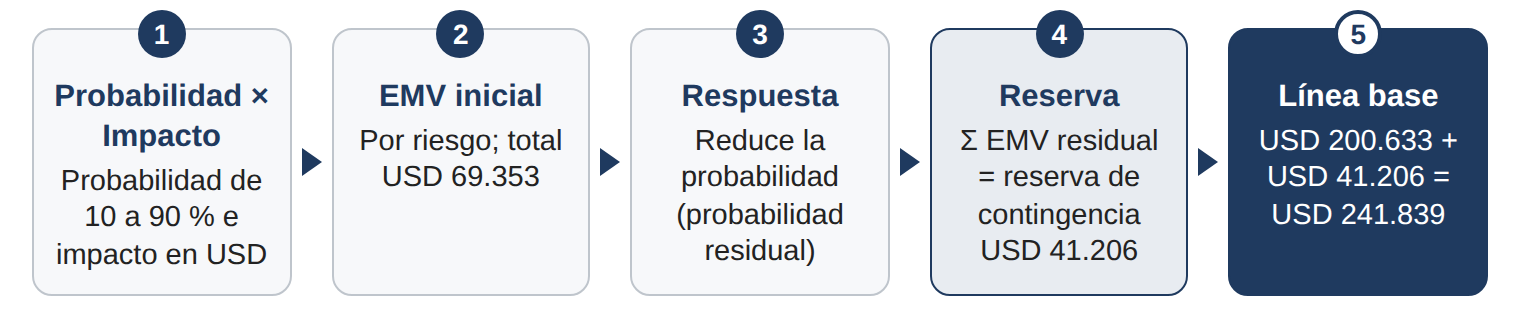 1
Probabilidad ×
Impacto
Probabilidad de
10 a 90 % e
impacto en USD
2
EMV inicial
Por riesgo; total
USD 69.353
3
Respuesta
Reduce la
probabilidad
(probabilidad
residual)
4
Reserva
Σ EMV residual
= reserva de
contingencia
USD 41.206
5
Línea base
USD 200.633 +
USD 41.206 =
USD 241.839